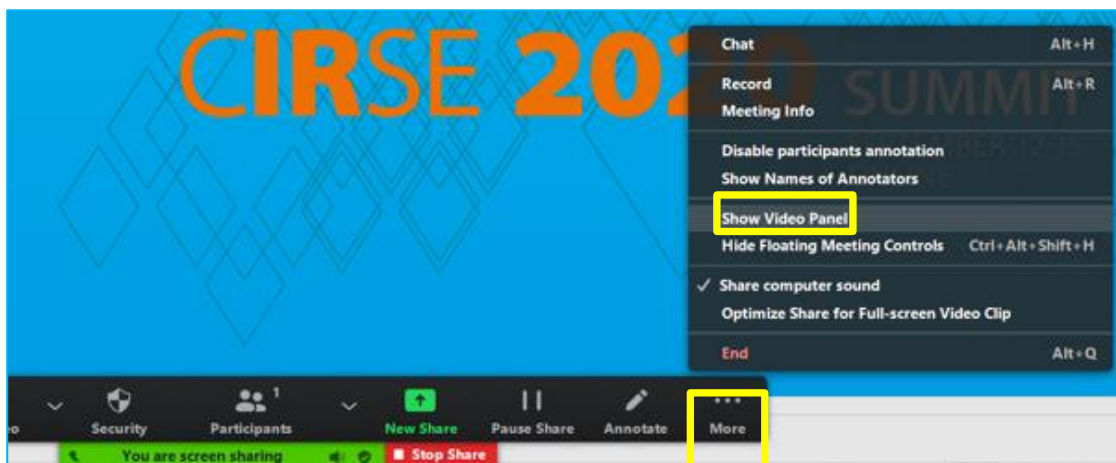 CIRSE 2020
SUMMIT
Chat Alt+H
Record Alt+R
Meeting Info
Disable participants annotation
Show Names of Annotators
Show Video Panel
Hide Floating Meeting Controls Ctrl+Alt+Shift+H
✓ Share computer sound
Optimize Share for Full-screen Video Clip
End Alt+Q
1
Security Participants New Share Pause Share Annotate More
You are screen sharing Stop Share